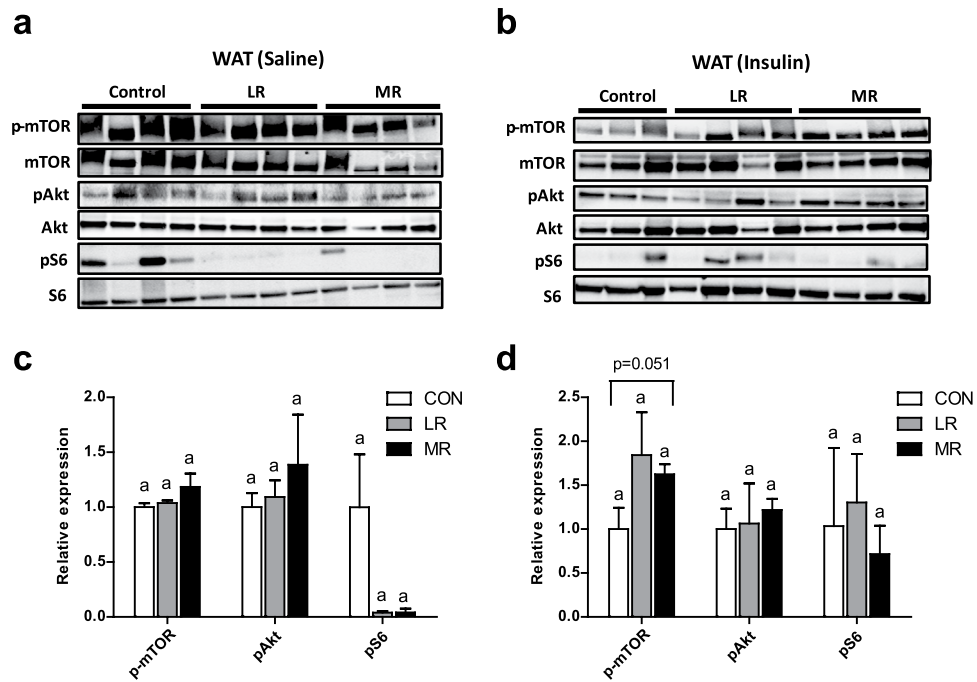 a
WAT (Saline)
Control LR MR
p-mTOR
mTOR
pAkt
Akt
pS6
S6
b
WAT (Insulin)
Control LR MR
p-mTOR
mTOR
pAkt
Akt
pS6
S6
c
Relative expression
2.0
1.5
1.0
0.5
0.0
a a a
a a a
a a a
p-mTOR
pAkt
pS6
CON
LR
MR
d
p=0.051
Relative expression
2.5
2.0
1.5
1.0
0.5
0.0
a a a
a a a
a a a
p-mTOR
pAkt
pS6
CON
LR
MR